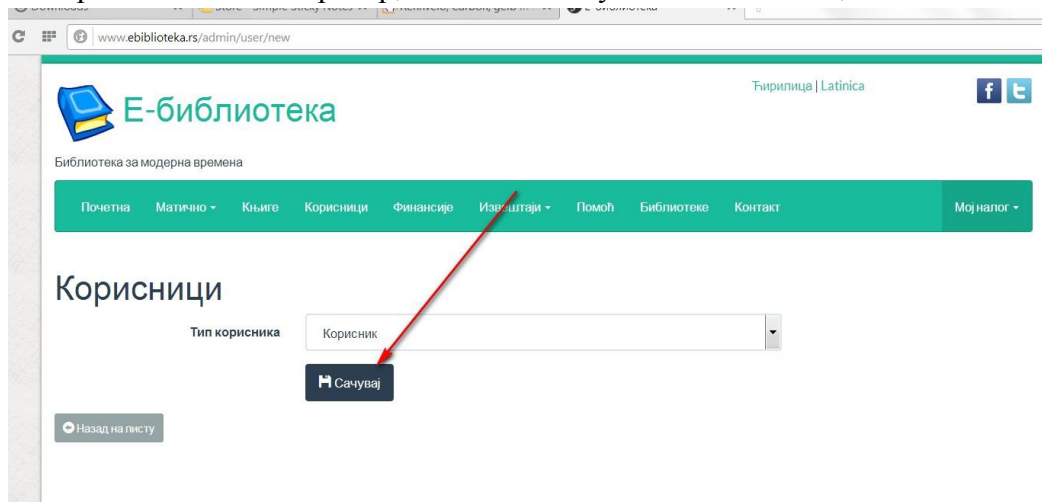 www.ebiblioteka.rs/admin/user/new
Ћирилица | Latinica
Е-библиотека
Библиотека за модерна времена
Почетна Матично Књиге Корисници Финансије Извештаји Помоћ Библиотеке Контакт Мој налог
Корисници
Тип корисника Корисник
Сачувај
Назад на листу